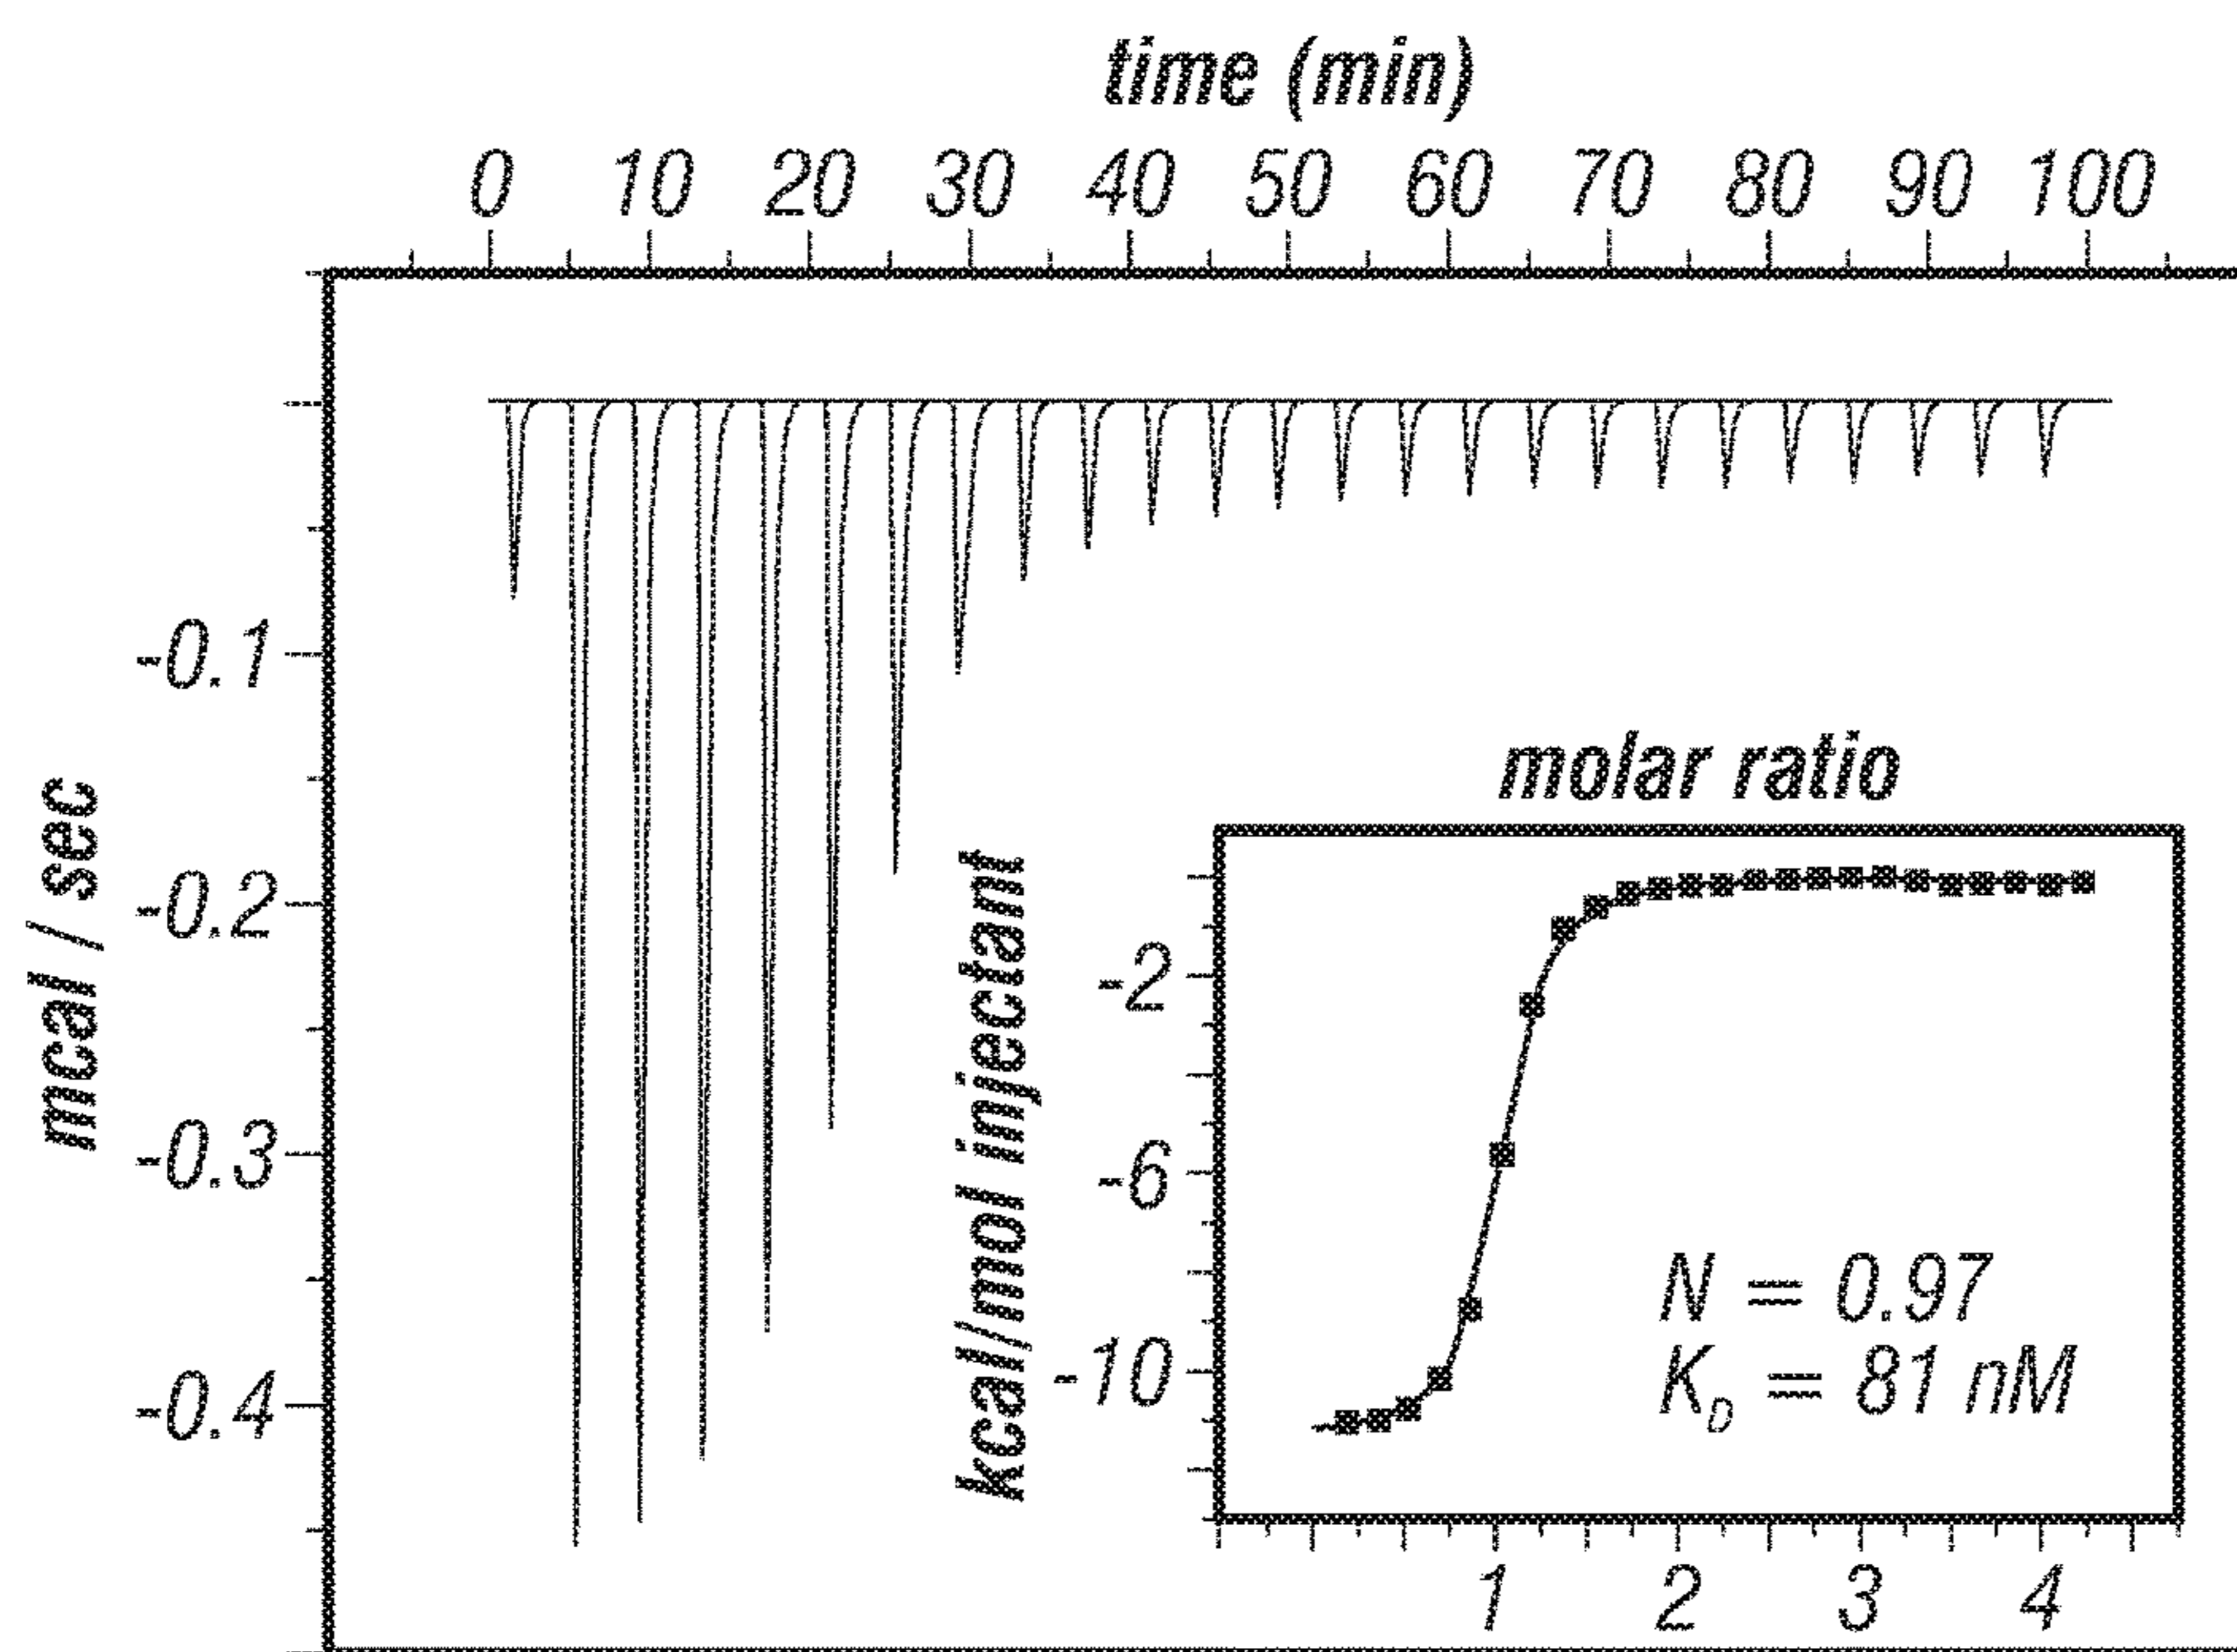 time (min)
0 10 20 30 40 50 60 70 80 90 100
-0.1
-0.2
-0.3
-0.4
mcal / sec
molar ratio
kcal/mol injectant
-2
-6
-10
N = 0.97
K_D = 81 nM
1 2 3 4